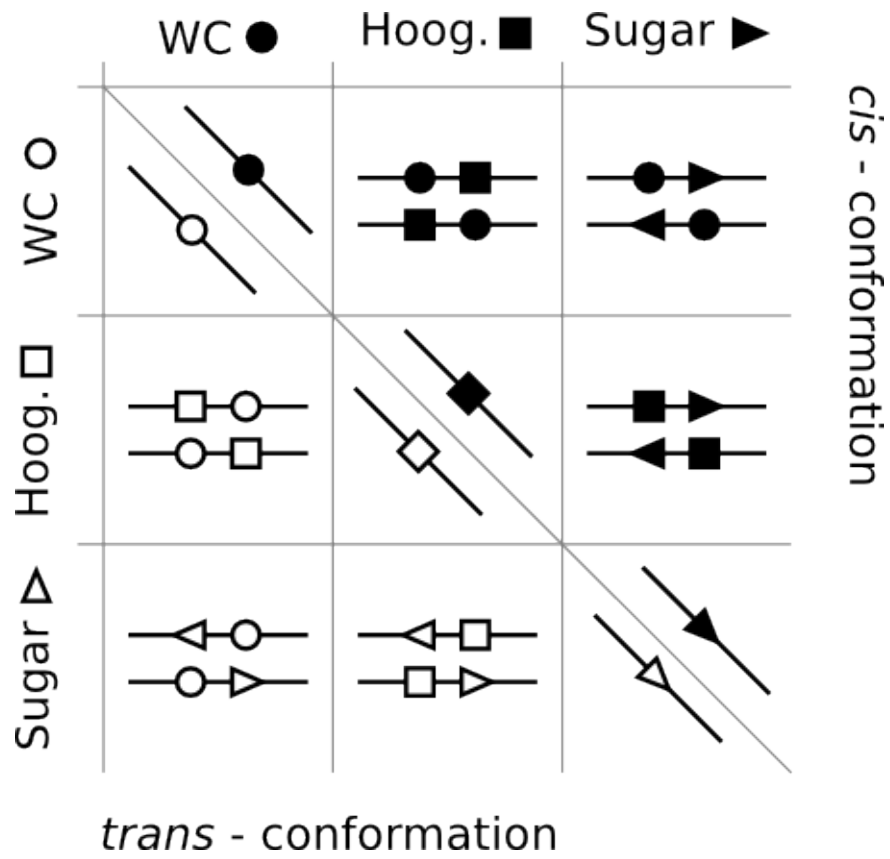 WC
Hoog.
Sugar
WC
Hoog.
Sugar
cis - conformation
trans - conformation